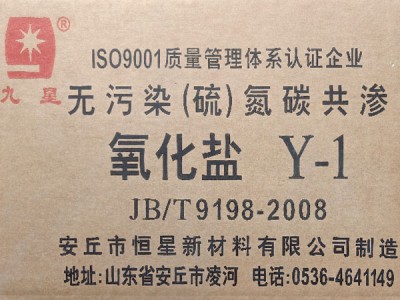 ®
九星
ISO9001质量管理体系认证企业
无污染(硫)氮碳共渗
氧化盐 Y-1
JB/T9198-2008
安丘市恒星新材料有限公司制造
地址:山东省安丘市凌河 电话:0536-4641149